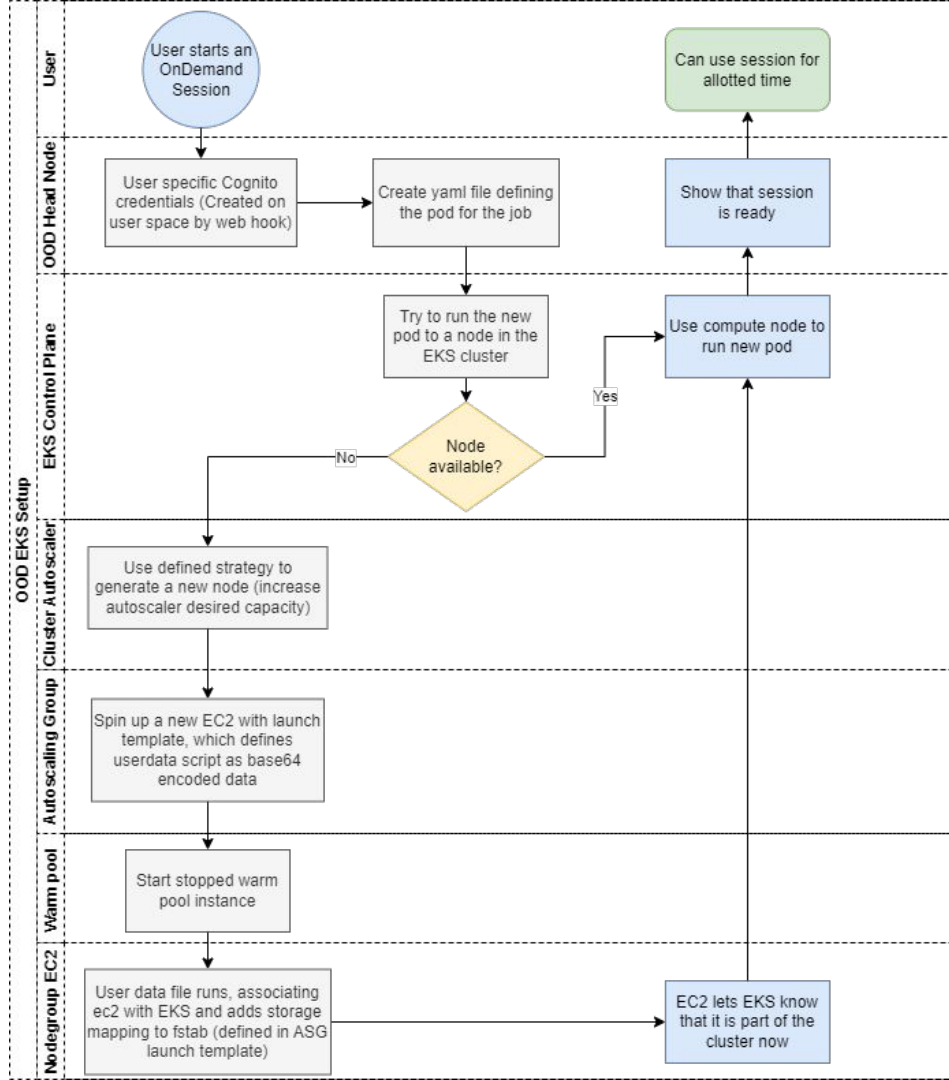 OOD EKS Setup
User
User starts an
OnDemand
Session
Can use session for
allotted time
OOD Head Node
User specific Cognito
credentials (Created on
user space by web hook)
Create yaml file defining
the pod for the job
Show that session
is ready
EKS Control Plane
Try to run the new
pod to a node in the
EKS cluster
Use compute node to
run new pod
Yes
Node
available?
No
Cluster Autoscaler
Use defined strategy to
generate a new node (increase
autoscaler desired capacity)
Autoscaling Group
Spin up a new EC2 with launch
template, which defines
userdata script as base64
encoded data
Warm pool
Start stopped warm
pool instance
Nodegroup EC2
User data file runs, associating
ec2 with EKS and adds storage
mapping to fstab (defined in ASG
launch template)
EC2 lets EKS know
that it is part of the
cluster now